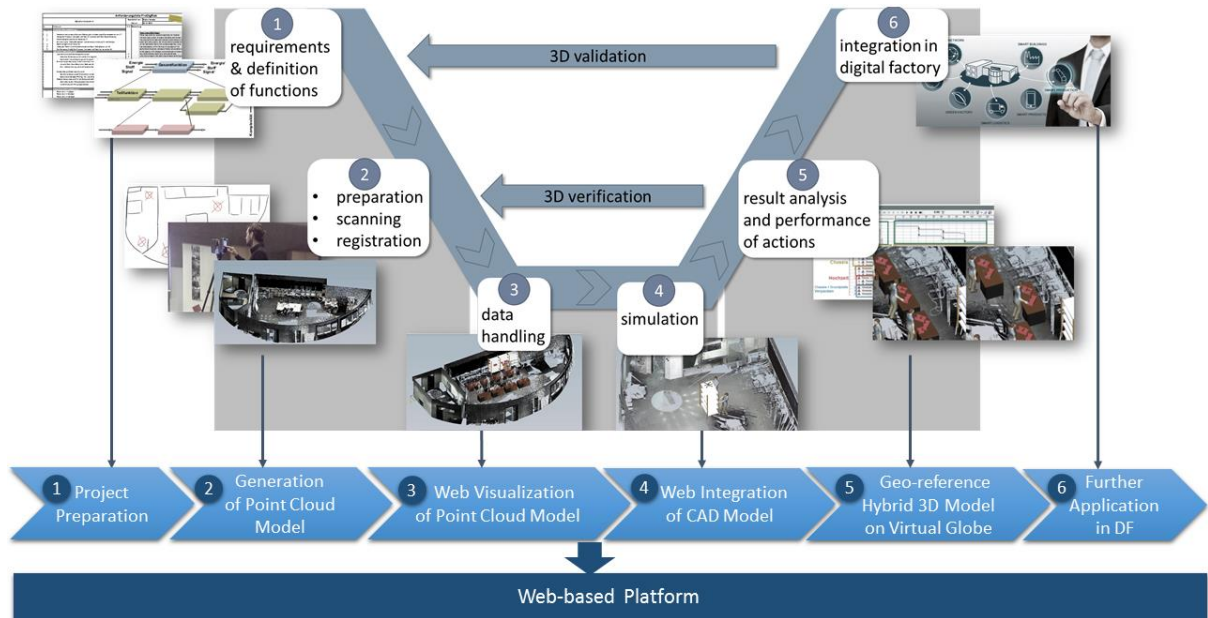 1
requirements
& definition
of functions
3D validation
6
integration in
digital factory
2
• preparation
• scanning
• registration
3D verification
5
result analysis
and performance
of actions
3
data
handling
4
simulation
SMART BUILDINGS
1 Project
Preparation
2 Generation
of Point Cloud
Model
3 Web Visualization
of Point Cloud Model
4 Web Integration
of CAD Model
5 Geo-reference
Hybrid 3D Model
on Virtual Globe
6 Further
Application
in DF
Web-based Platform